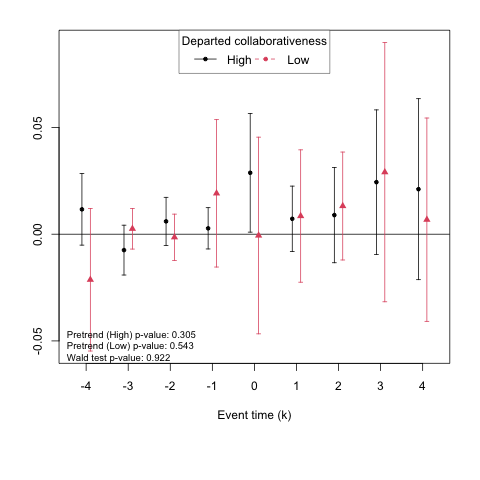 Departed collaborativeness
High Low
0.05
0.00
-0.05
Pretrend (High) p-value: 0.305
Pretrend (Low) p-value: 0.543
Wald test p-value: 0.922
-4 -3 -2 -1 0 1 2 3 4
Event time (k)